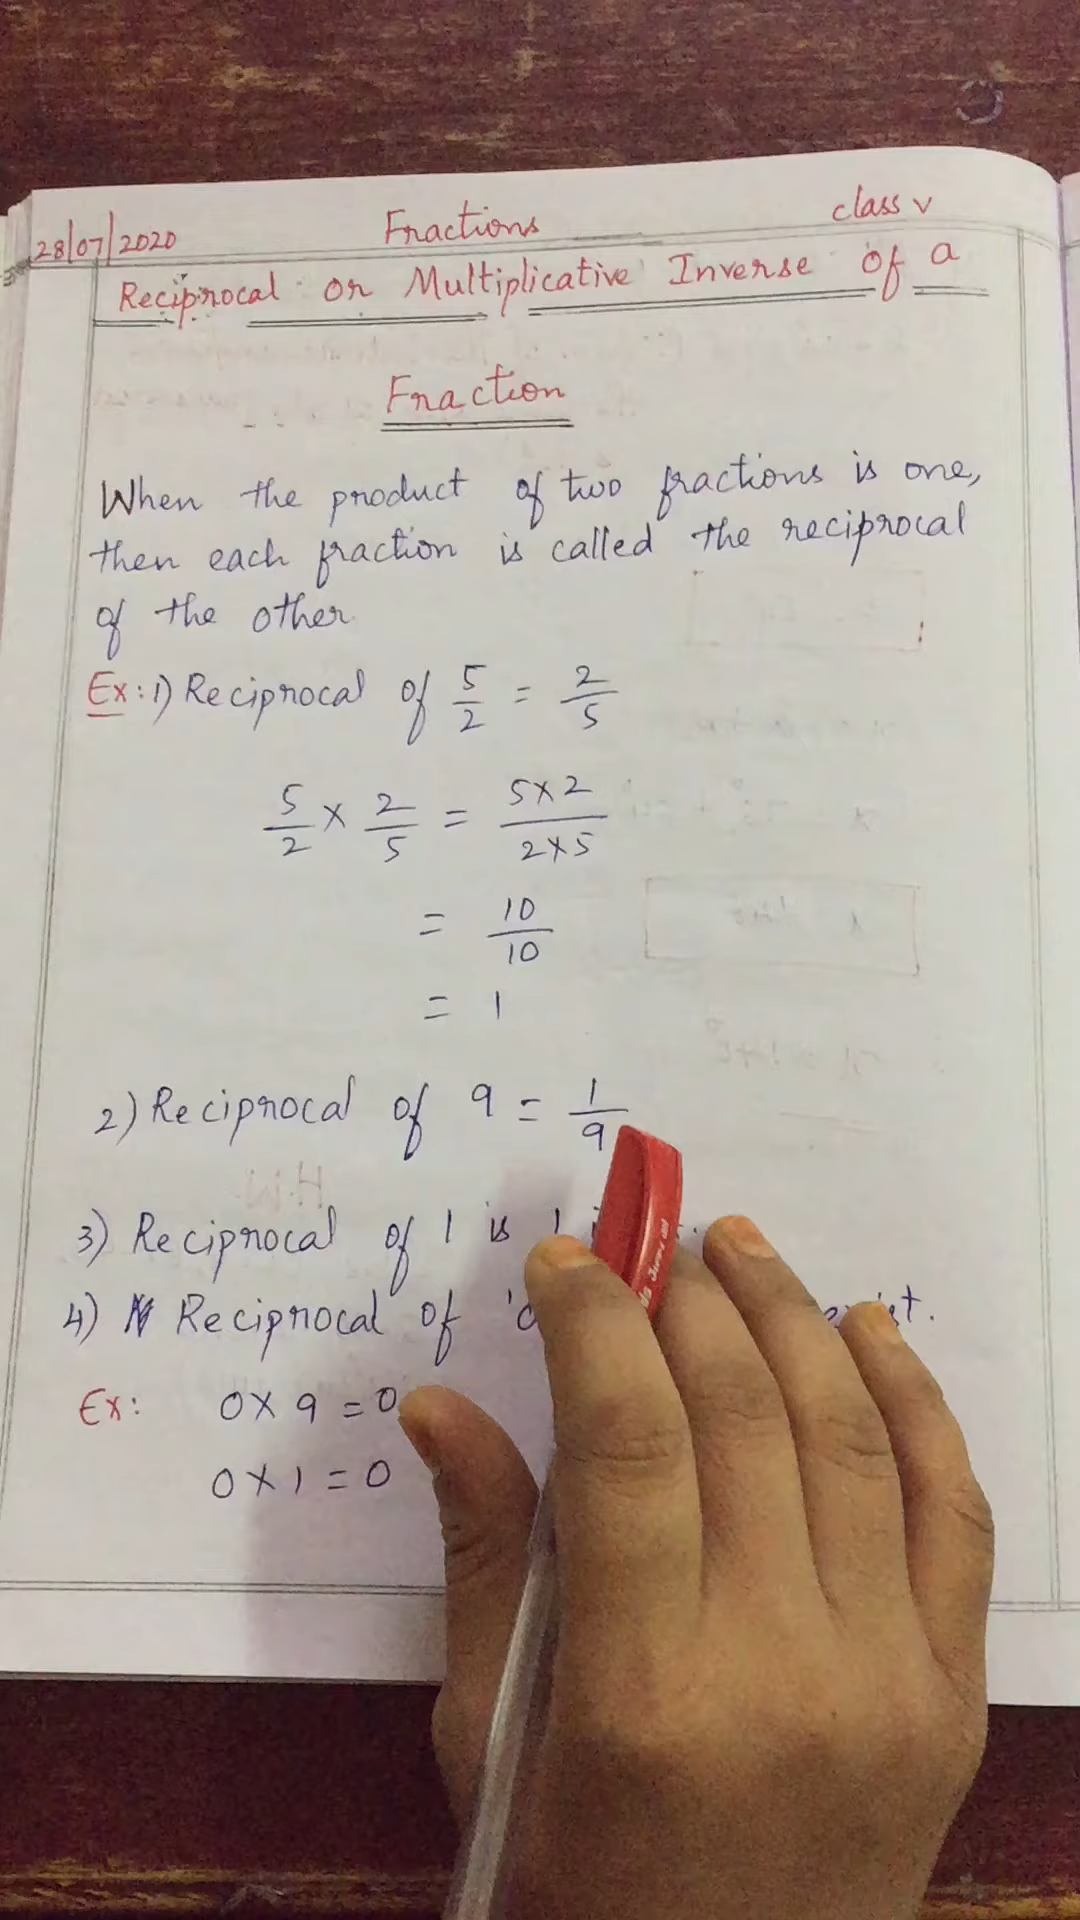 28/07/2020 Fractions class V
Reciprocal or Multiplicative Inverse of a
Fraction
When the product of two fractions is one,
then each fraction is called the reciprocal
of the other
Ex: 1) Reciprocal of 5/2 = 2/5
5/2 × 2/5 = 5×2/2×5
= 10/10
= 1
2) Reciprocal of 9 = 1/9
3) Reciprocal of 1 is 1
4) Reciprocal of
Ex: 0 × 9 = 0
0 × 1 = 0